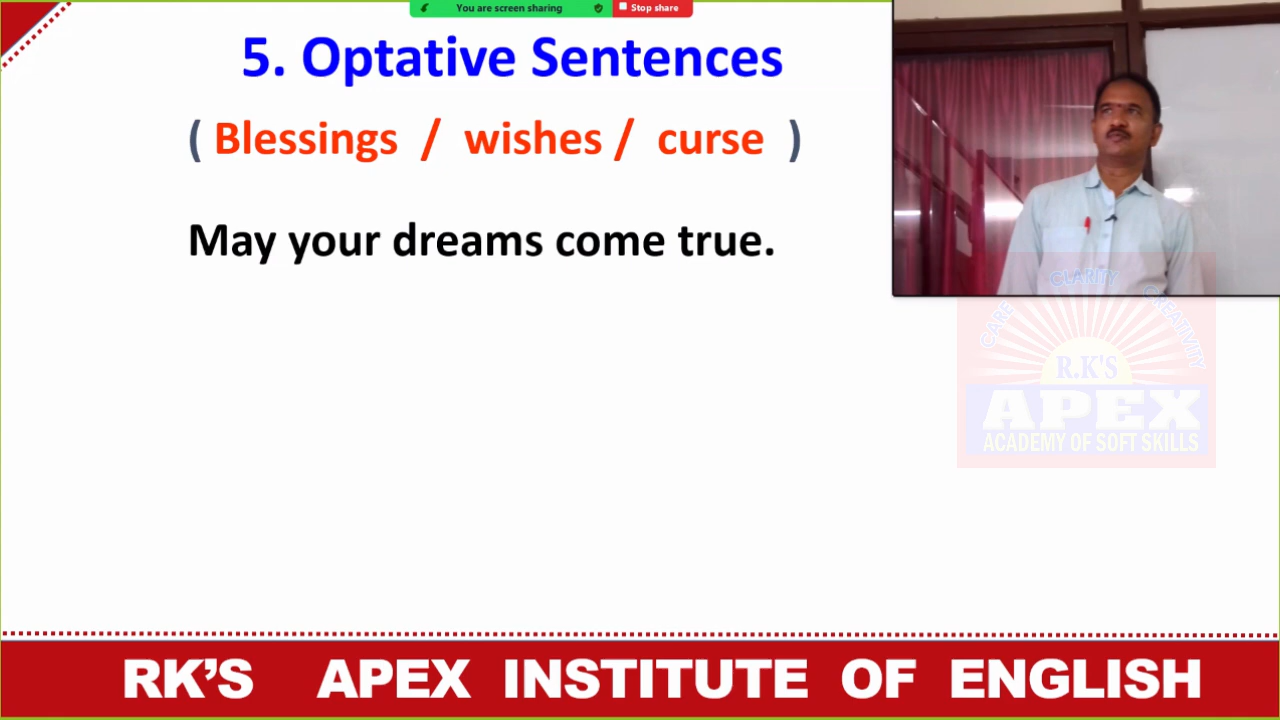 You are screen sharing
Stop share
5. Optative Sentences
( Blessings / wishes / curse )
May your dreams come true.
CARE CLARITY CREATIVITY
R.K'S
APEX
ACADEMY OF SOFT SKILLS
RK’S APEX INSTITUTE OF ENGLISH